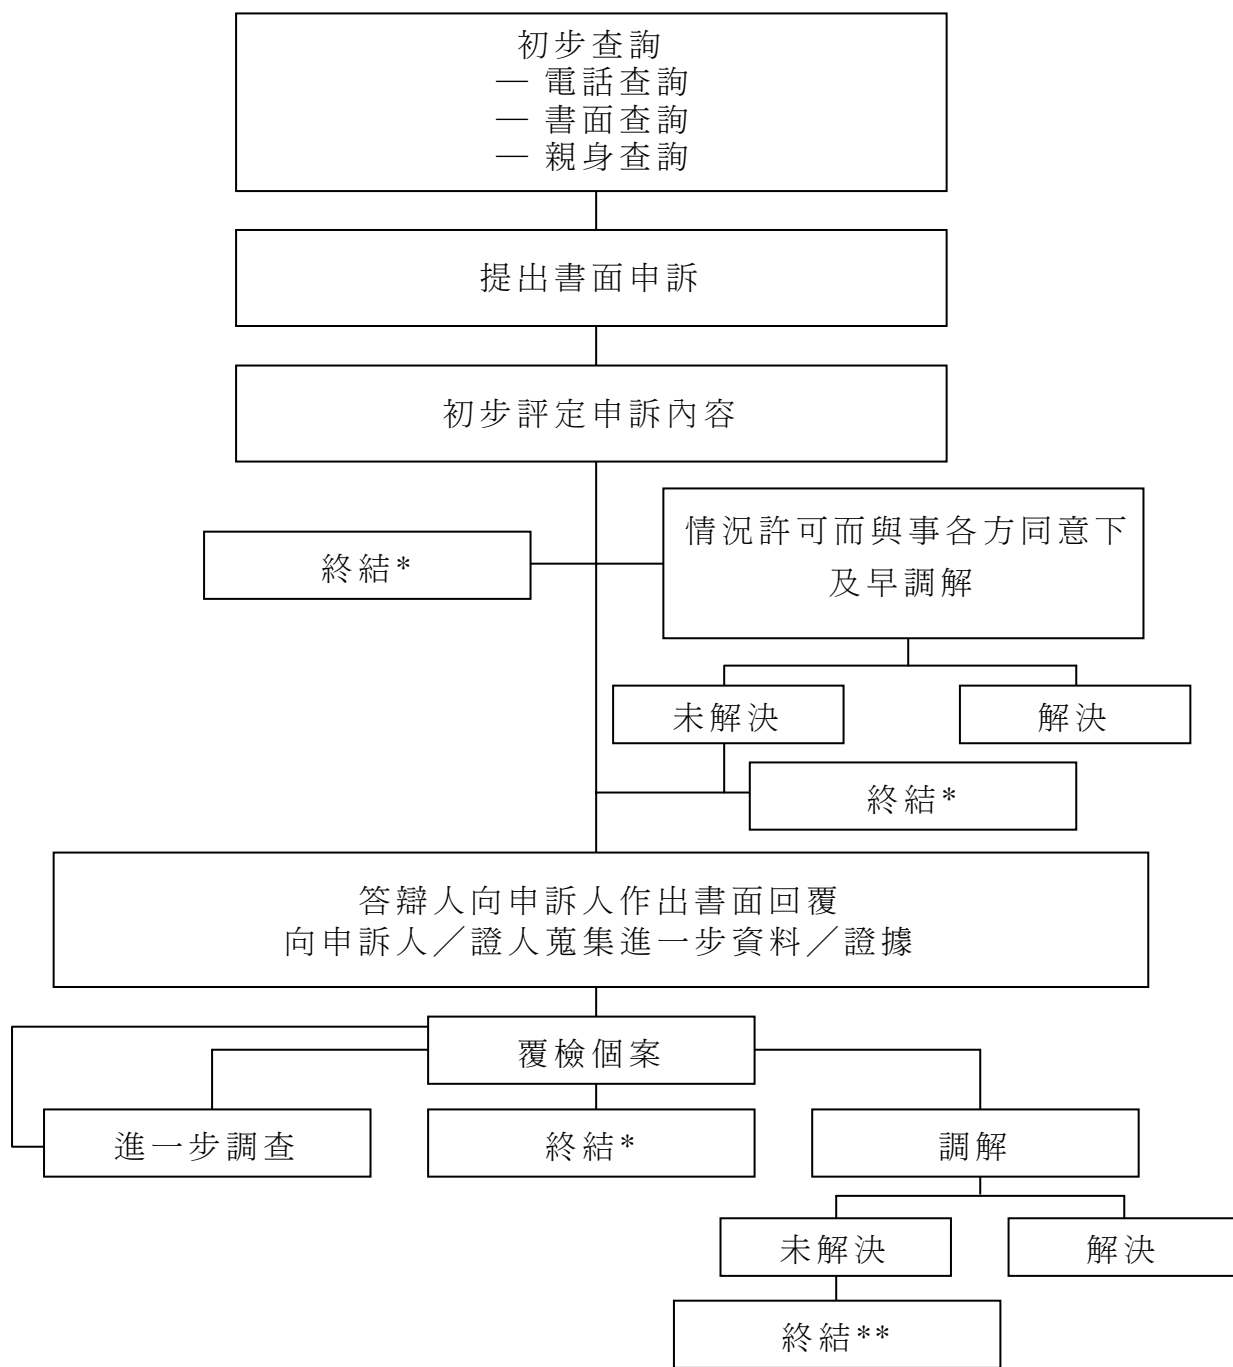 初步查詢
— 電話查詢
— 書面查詢
— 親身查詢
提出書面申訴
初步評定申訴內容
終結*
情況許可而與事各方同意下
及早調解
未解決
解決
終結*
答辯人向申訴人作出書面回覆
向申訴人／證人蒐集進一步資料／證據
覆檢個案
進一步調查
終結*
調解
未解決
解決
終結**